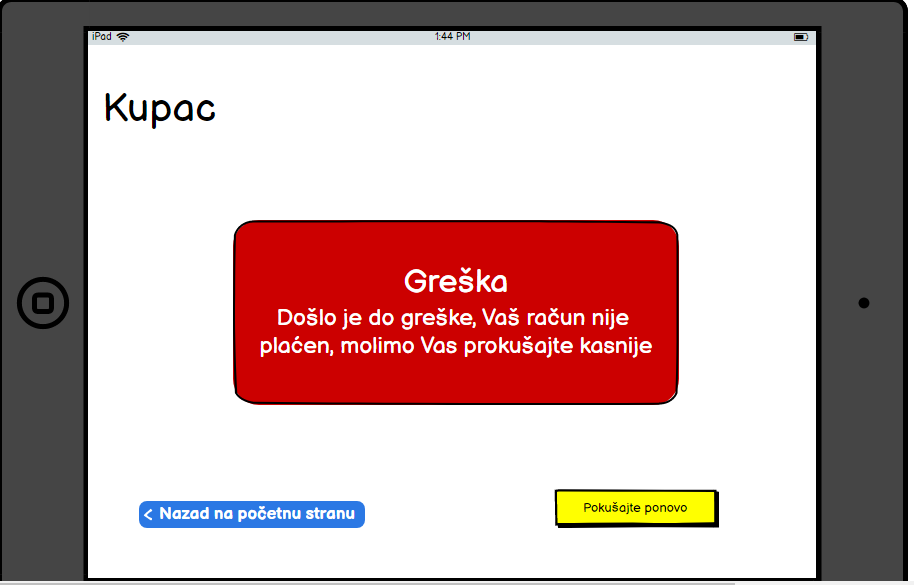 iPad 1:44 PM
Kupac
Greška
Došlo je do greške, Vaš račun nije
plaćen, molimo Vas prokušajte kasnije
< Nazad na početnu stranu
Pokušajte ponovo